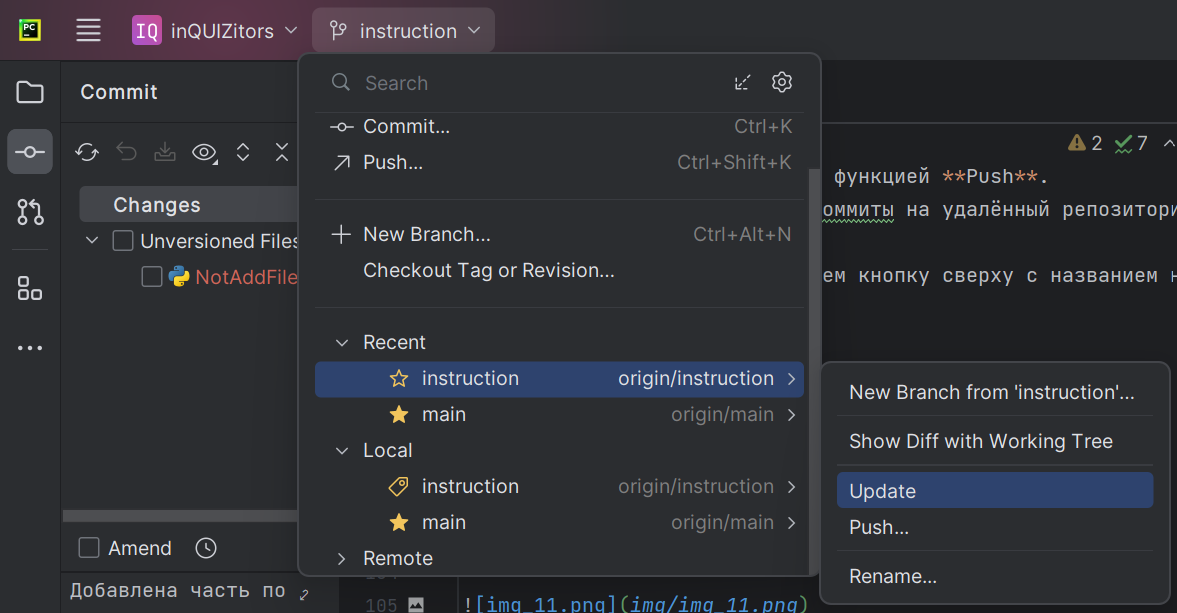 PC
IQ inQUIZitors
instruction
Commit
Search
Commit... Ctrl+K
Push... Ctrl+Shift+K
2 7
функцией **Push**.
Changes
оммиты на удалённый репозитори
Unversioned Files
New Branch... Ctrl+Alt+N
NotAddFile
Checkout Tag or Revision...
ем кнопку сверху с названием
Recent
instruction origin/instruction
main origin/main
Local
instruction origin/instruction
main origin/main
Remote
New Branch from 'instruction'...
Show Diff with Working Tree
Update
Push...
Rename...
Amend
Добавлена часть по
105 ![img_11.png](img/img_11.png)